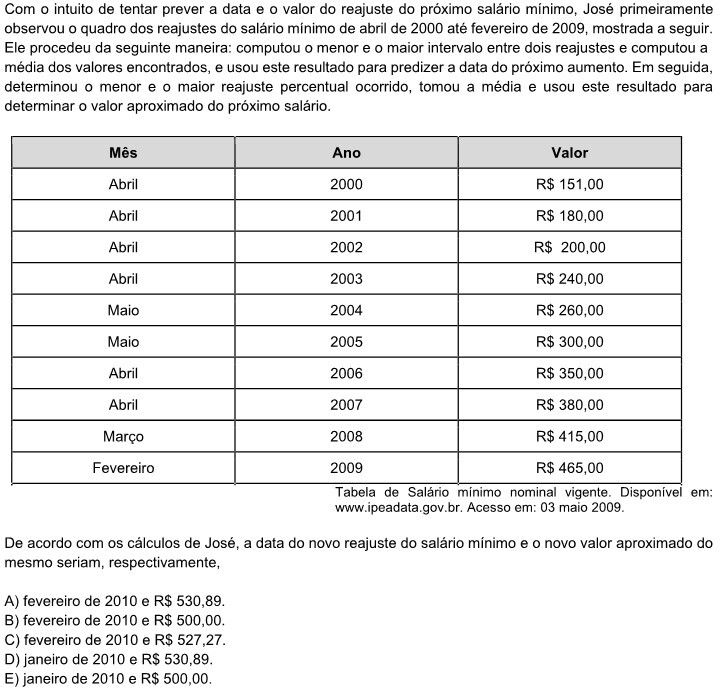 Com o intuito de tentar prever a data e o valor do reajuste do próximo salário mínimo, José primeiramente
observou o quadro dos reajustes do salário mínimo de abril de 2000 até fevereiro de 2009, mostrada a seguir.
Ele procedeu da seguinte maneira: computou o menor e o maior intervalo entre dois reajustes e computou a
média dos valores encontrados, e usou este resultado para predizer a data do próximo aumento. Em seguida,
determinou o menor e o maior reajuste percentual ocorrido, tomou a média e usou este resultado para
determinar o valor aproximado do próximo salário.
Mês Ano Valor
Abril 2000 R$ 151,00
Abril 2001 R$ 180,00
Abril 2002 R$ 200,00
Abril 2003 R$ 240,00
Maio 2004 R$ 260,00
Maio 2005 R$ 300,00
Abril 2006 R$ 350,00
Abril 2007 R$ 380,00
Março 2008 R$ 415,00
Fevereiro 2009 R$ 465,00
Tabela de Salário mínimo nominal vigente. Disponível em:
www.ipeadata.gov.br. Acesso em: 03 maio 2009.
De acordo com os cálculos de José, a data do novo reajuste do salário mínimo e o novo valor aproximado do
mesmo seriam, respectivamente,
A) fevereiro de 2010 e R$ 530,89.
B) fevereiro de 2010 e R$ 500,00.
C) fevereiro de 2010 e R$ 527,27.
D) janeiro de 2010 e R$ 530,89.
E) janeiro de 2010 e R$ 500,00.